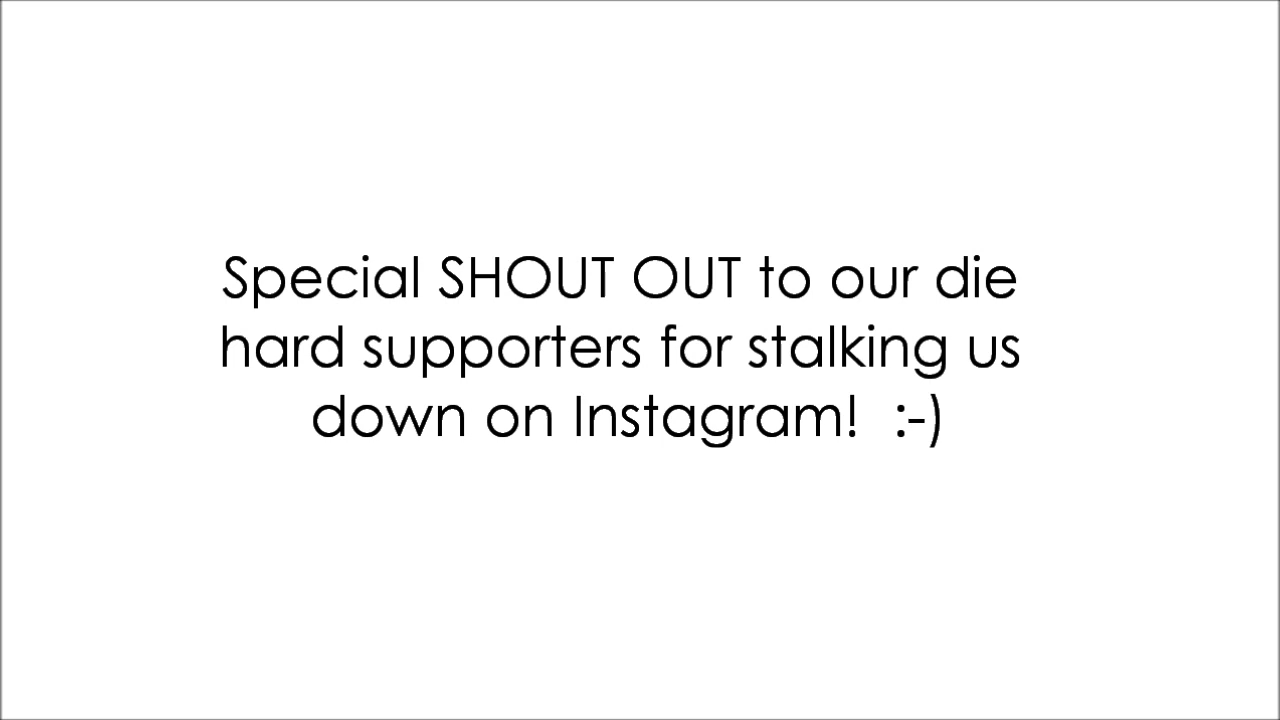 Special SHOUT OUT to our die
hard supporters for stalking us
down on Instagram!  :-)